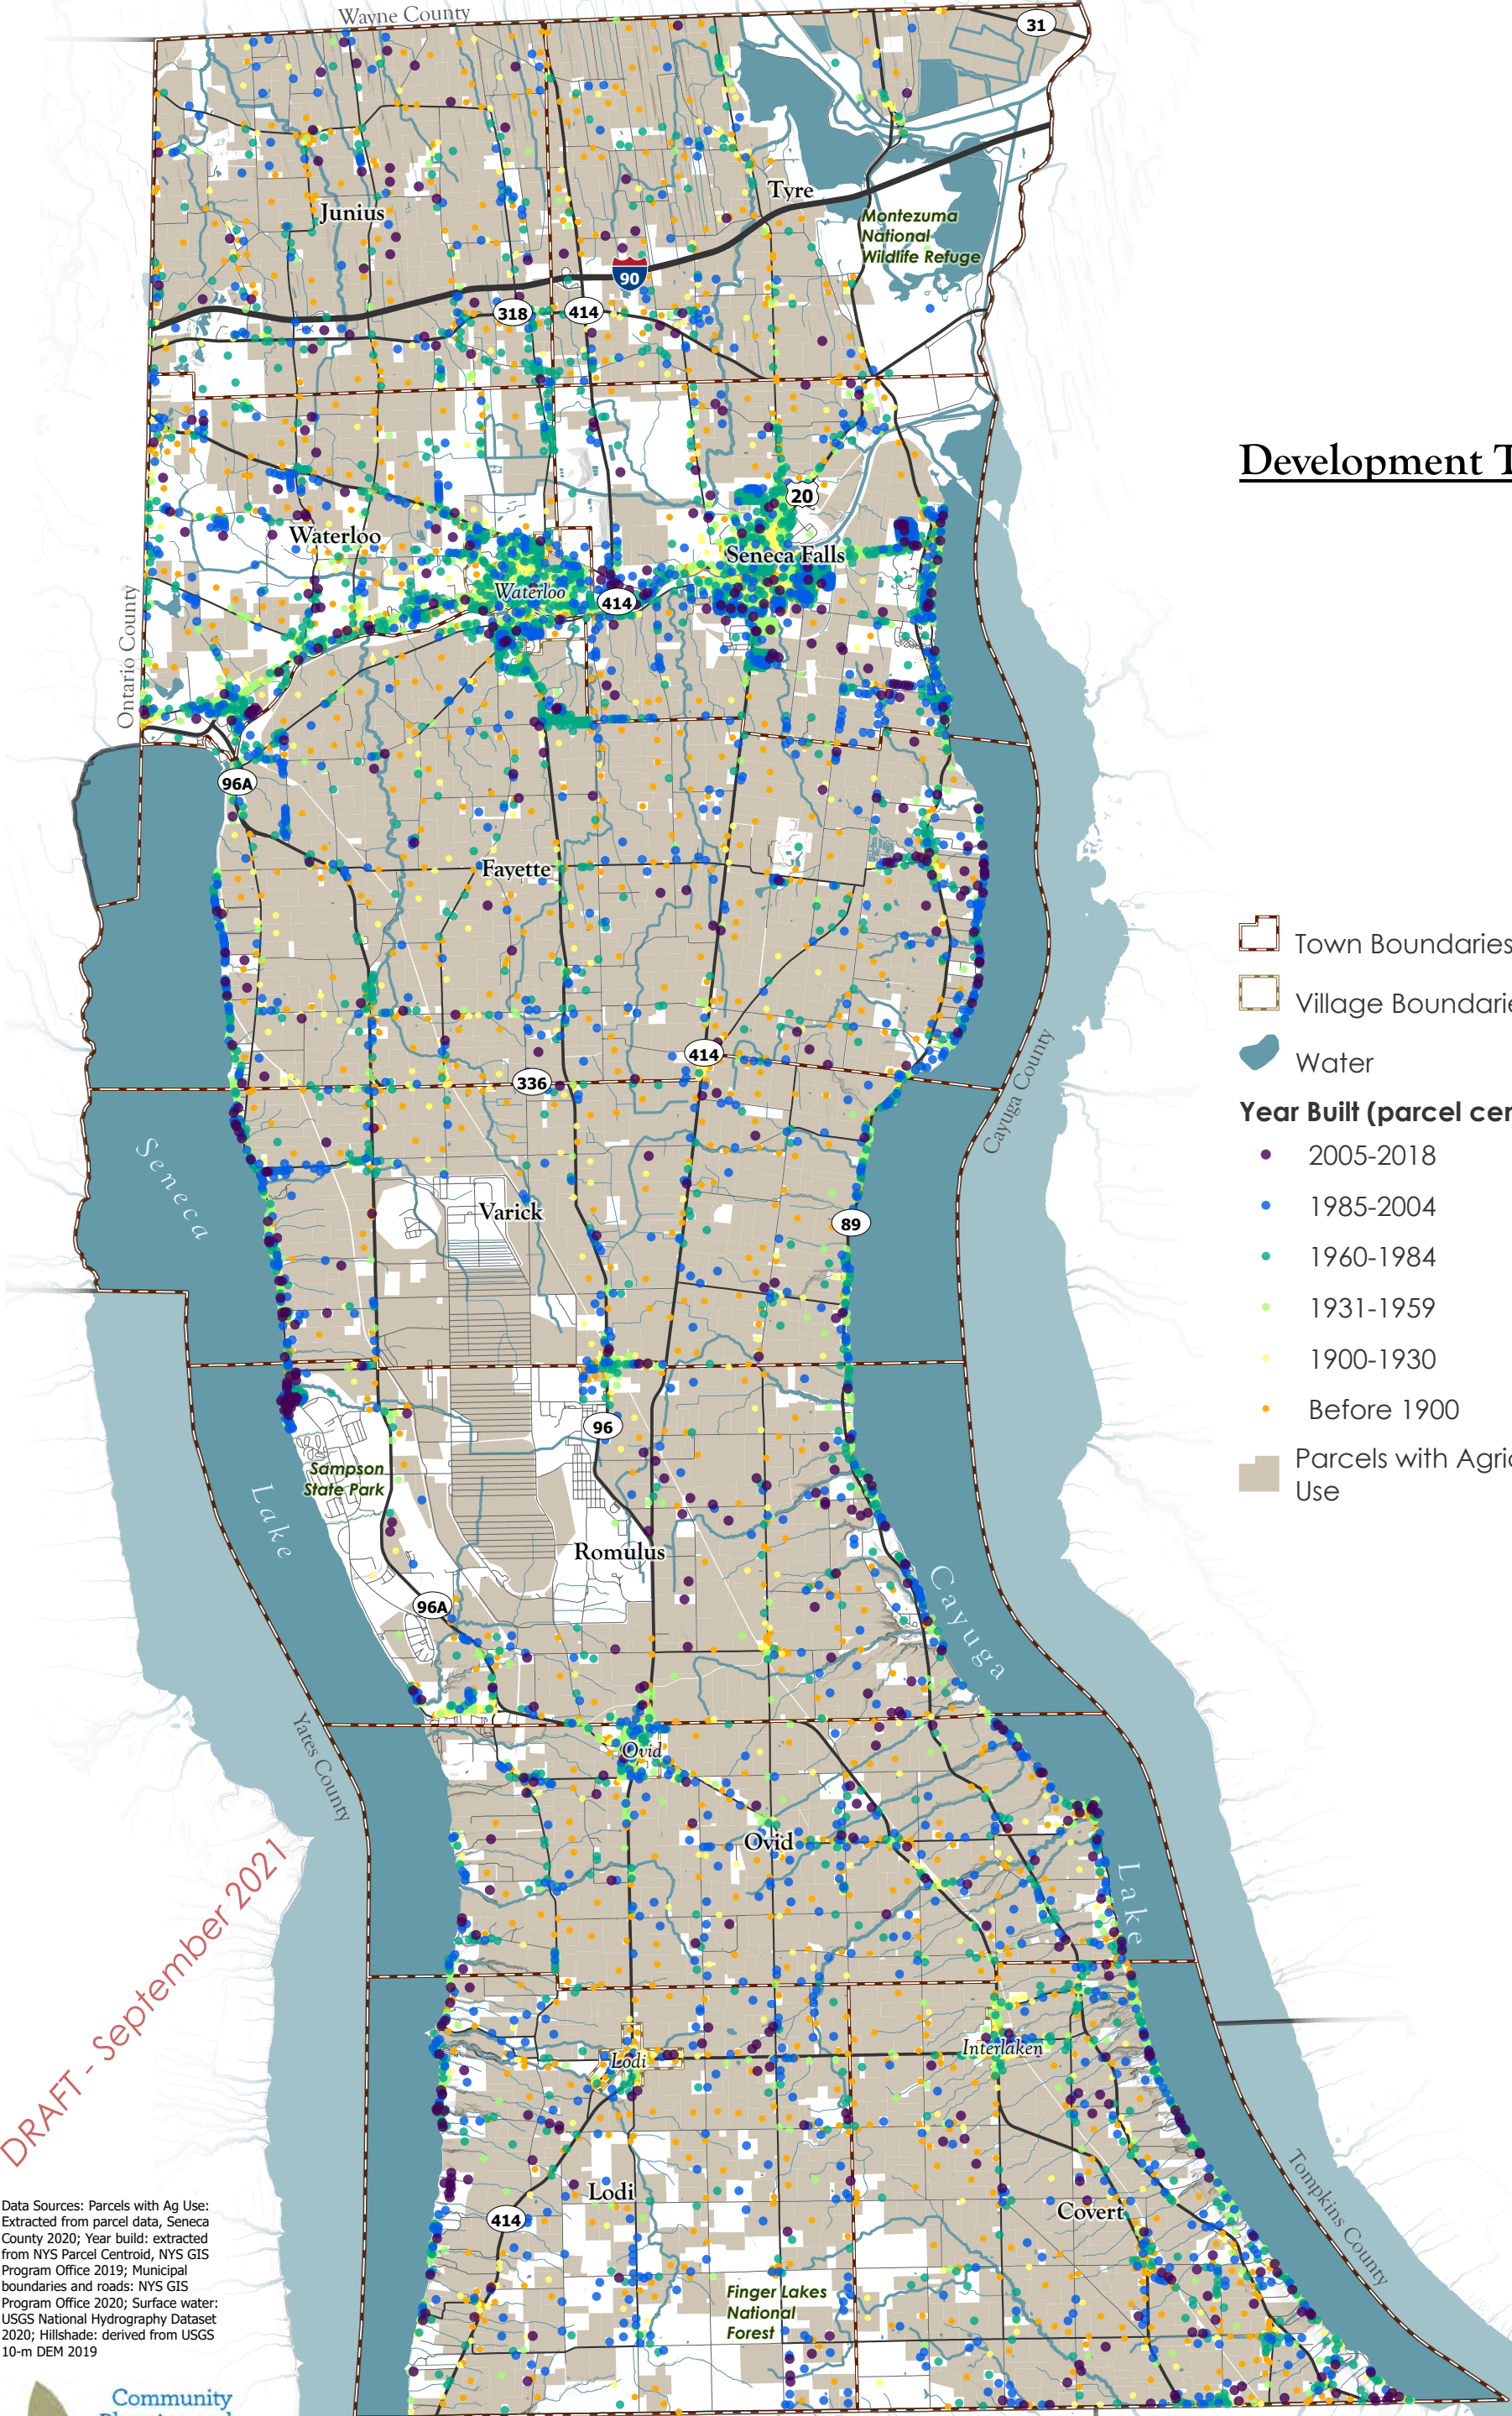 Wayne County
31
Tyre
Junius
Montezuma
National
Wildlife Refuge
90
318
414
Development T
20
Waterloo
Seneca Falls
Waterloo
414
Ontario County
96A
Fayette
Town Boundaries
Village Boundarie
Water
414
336
Cayuga County
Year Built (parcel cen
2005-2018
1985-2004
1960-1984
1931-1959
1900-1930
Before 1900
Parcels with Agric
Use
Seneca
Varick
89
96
Sampson
State Park
Lake
Romulus
96A
Cayuga
Yates County
Ovid
Ovid
Lake
DRAFT - September 2021
Lodi
Interlaken
Lodi
Covert
414
Tompkins County
Finger Lakes
National
Forest
Data Sources: Parcels with Ag Use:
Extracted from parcel data, Seneca
County 2020; Year build: extracted
from NYS Parcel Centroid, NYS GIS
Program Office 2019; Municipal
boundaries and roads: NYS GIS
Program Office 2020; Surface water:
USGS National Hydrography Dataset
2020; Hillshade: derived from USGS
10-m DEM 2019
Community